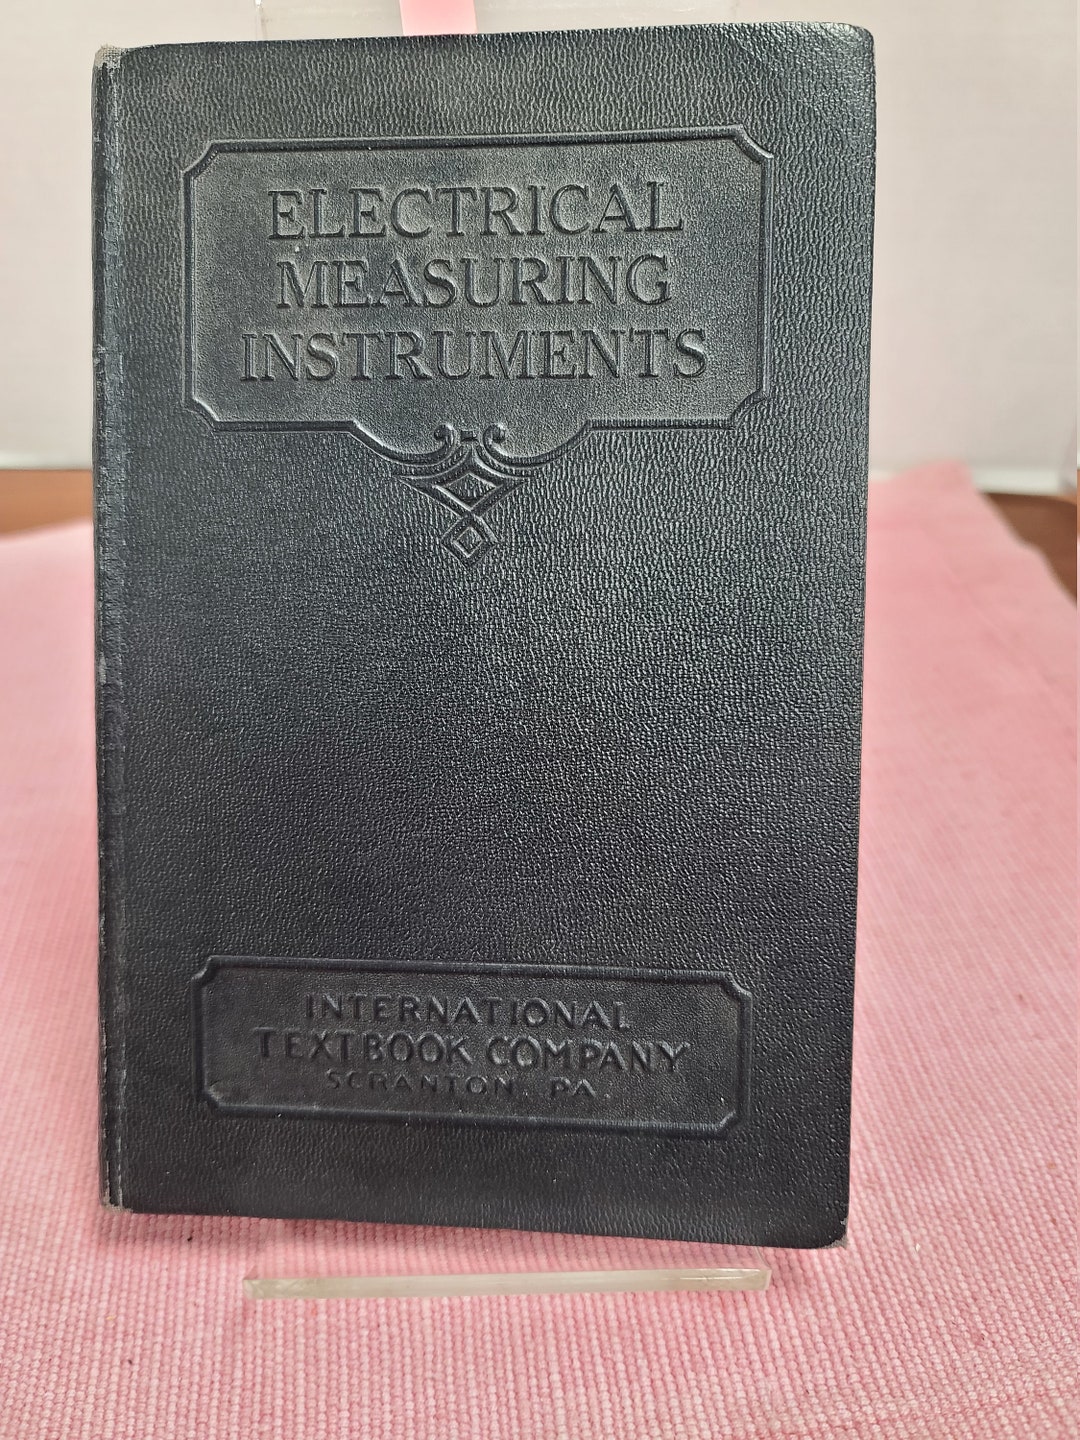 ELECTRICAL
MEASURING
INSTRUMENTS
INTERNATIONAL
TEXTBOOK COMPANY
SCRANTON, PA.